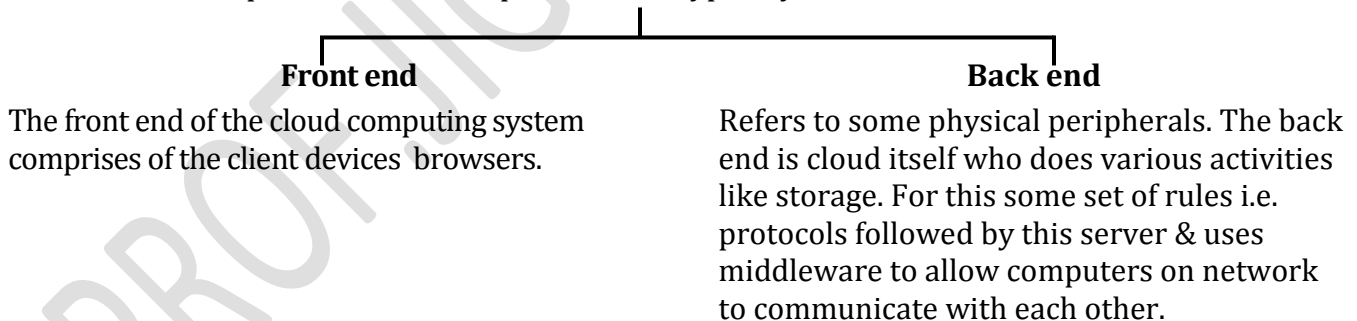 Front end
The front end of the cloud computing system
comprises of the client devices browsers.
Back end
Refers to some physical peripherals. The back
end is cloud itself who does various activities
like storage. For this some set of rules i.e.
protocols followed by this server & uses
middleware to allow computers on network
to communicate with each other.
PROF.JIG